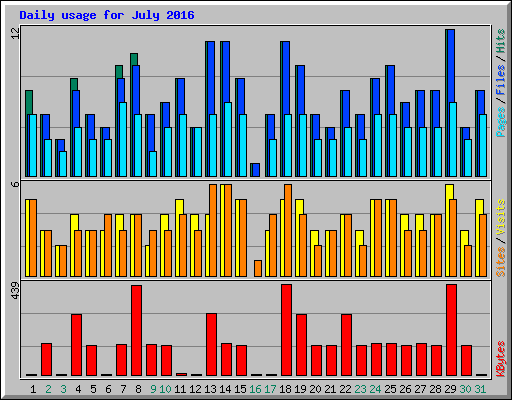 Daily usage for July 2016
12
Pages/Files/Hits
6
Sites/Visits
439
KBytes
1 2 3 4 5 6 7 8 9 10 11 12 13 14 15 16 17 18 19 20 21 22 23 24 25 26 27 28 29 30 31